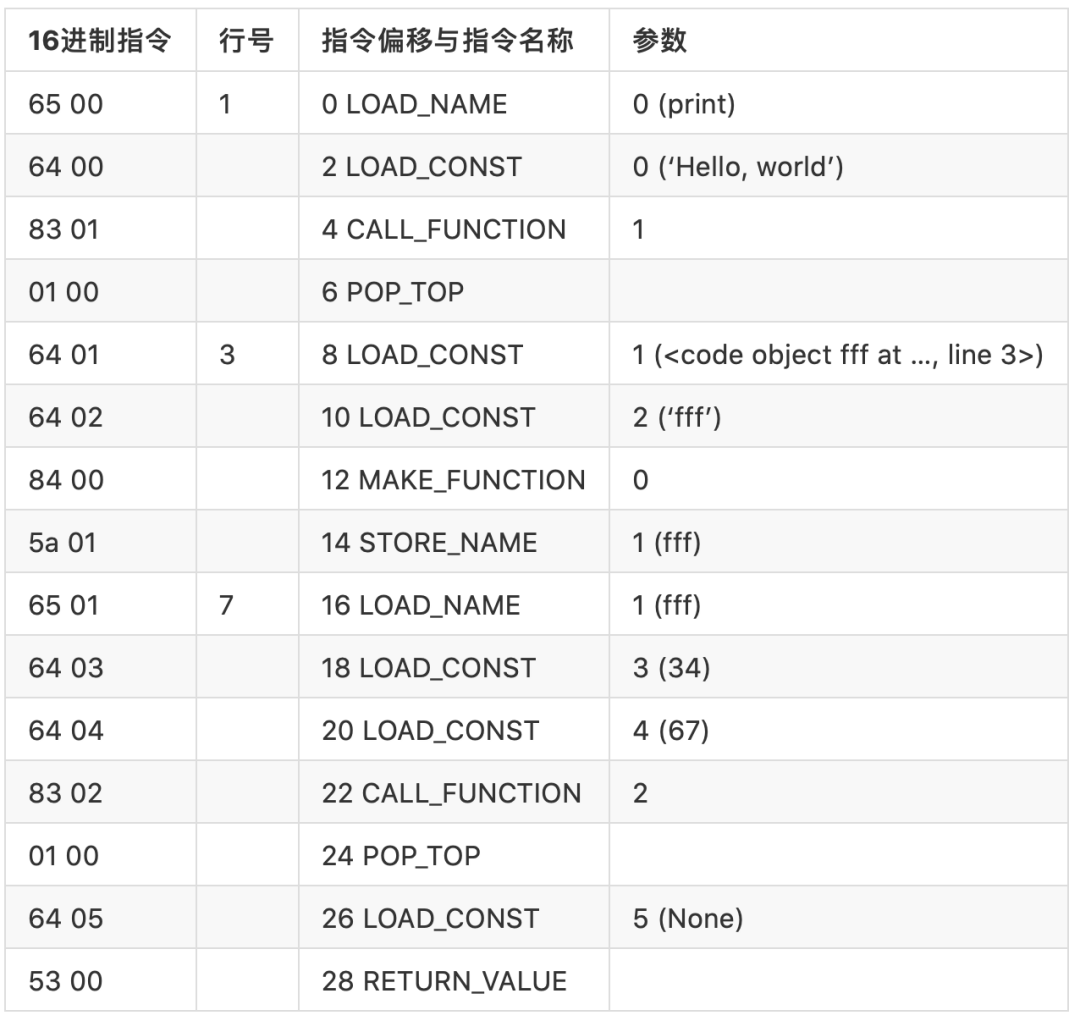 16进制指令 行号 指令偏移与指令名称 参数
65 00 1 0 LOAD_NAME 0 (print)
64 00 2 LOAD_CONST 0 (‘Hello, world’)
83 01 4 CALL_FUNCTION 1
01 00 6 POP_TOP
64 01 3 8 LOAD_CONST 1 (<code object fff at …, line 3>)
64 02 10 LOAD_CONST 2 (‘fff’)
84 00 12 MAKE_FUNCTION 0
5a 01 14 STORE_NAME 1 (fff)
65 01 7 16 LOAD_NAME 1 (fff)
64 03 18 LOAD_CONST 3 (34)
64 04 20 LOAD_CONST 4 (67)
83 02 22 CALL_FUNCTION 2
01 00 24 POP_TOP
64 05 26 LOAD_CONST 5 (None)
53 00 28 RETURN_VALUE